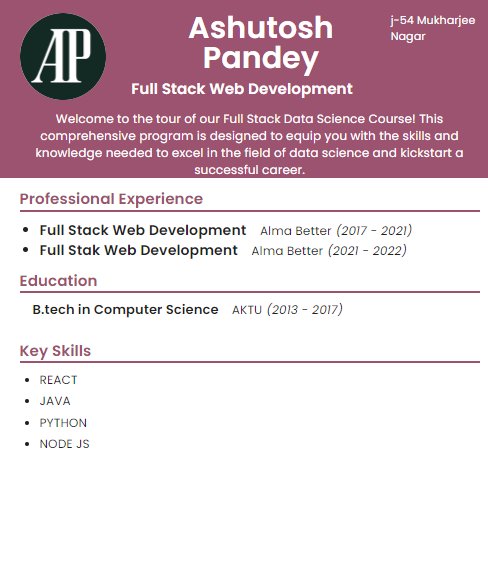 AP
Ashutosh
Pandey
j-54 Mukharjee
Nagar
Full Stack Web Development
Welcome to the tour of our Full Stack Data Science Course! This
comprehensive program is designed to equip you with the skills and
knowledge needed to excel in the field of data science and kickstart a
successful career.
Professional Experience
• Full Stack Web Development Alma Better (2017 - 2021)
• Full Stak Web Development Alma Better (2021 - 2022)
Education
B.tech in Computer Science AKTU (2013 - 2017)
Key Skills
• REACT
• JAVA
• PYTHON
• NODE JS